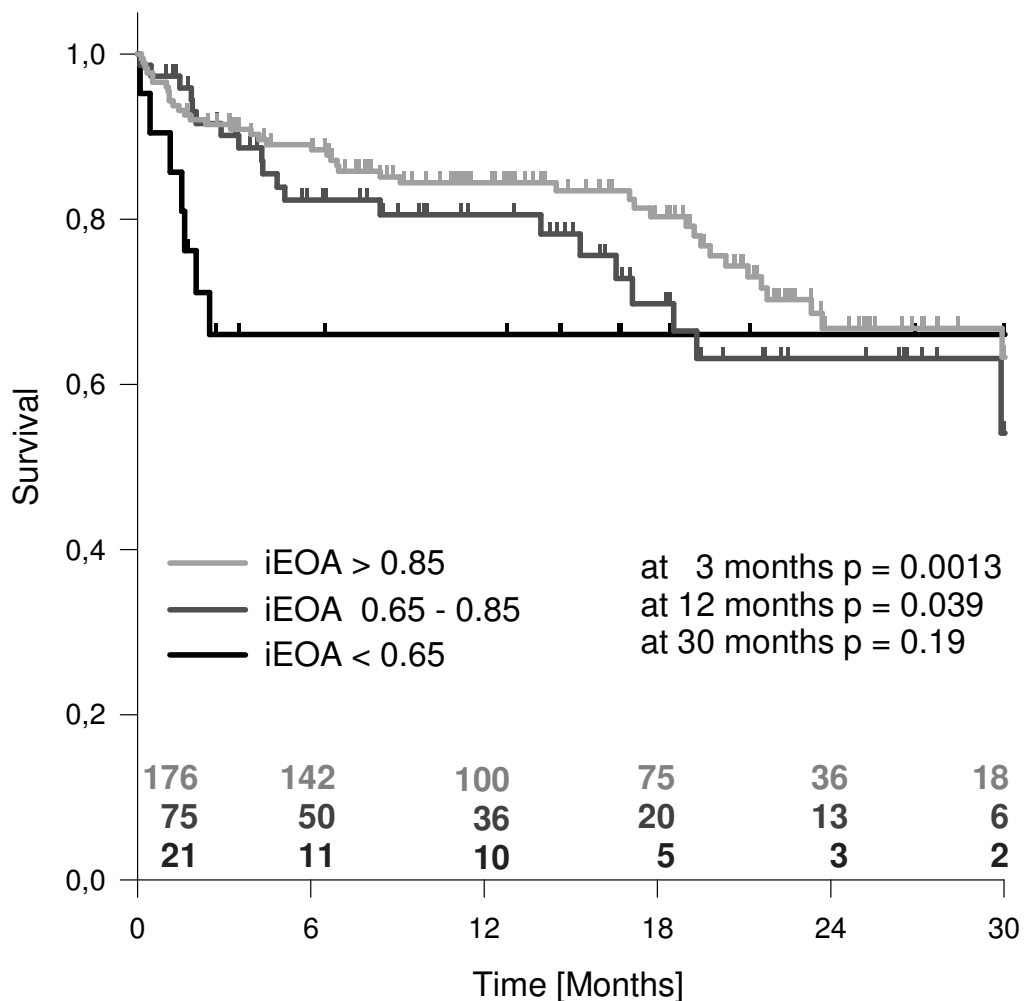 1,0
0,8
0,6
0,4
0,2
0,0
Survival
iEOA > 0.85
iEOA 0.65 - 0.85
iEOA < 0.65
at 3 months p = 0.0013
at 12 months p = 0.039
at 30 months p = 0.19
176 142 100 75 36 18
75 50 36 20 13 6
21 11 10 5 3 2
0 6 12 18 24 30
Time [Months]